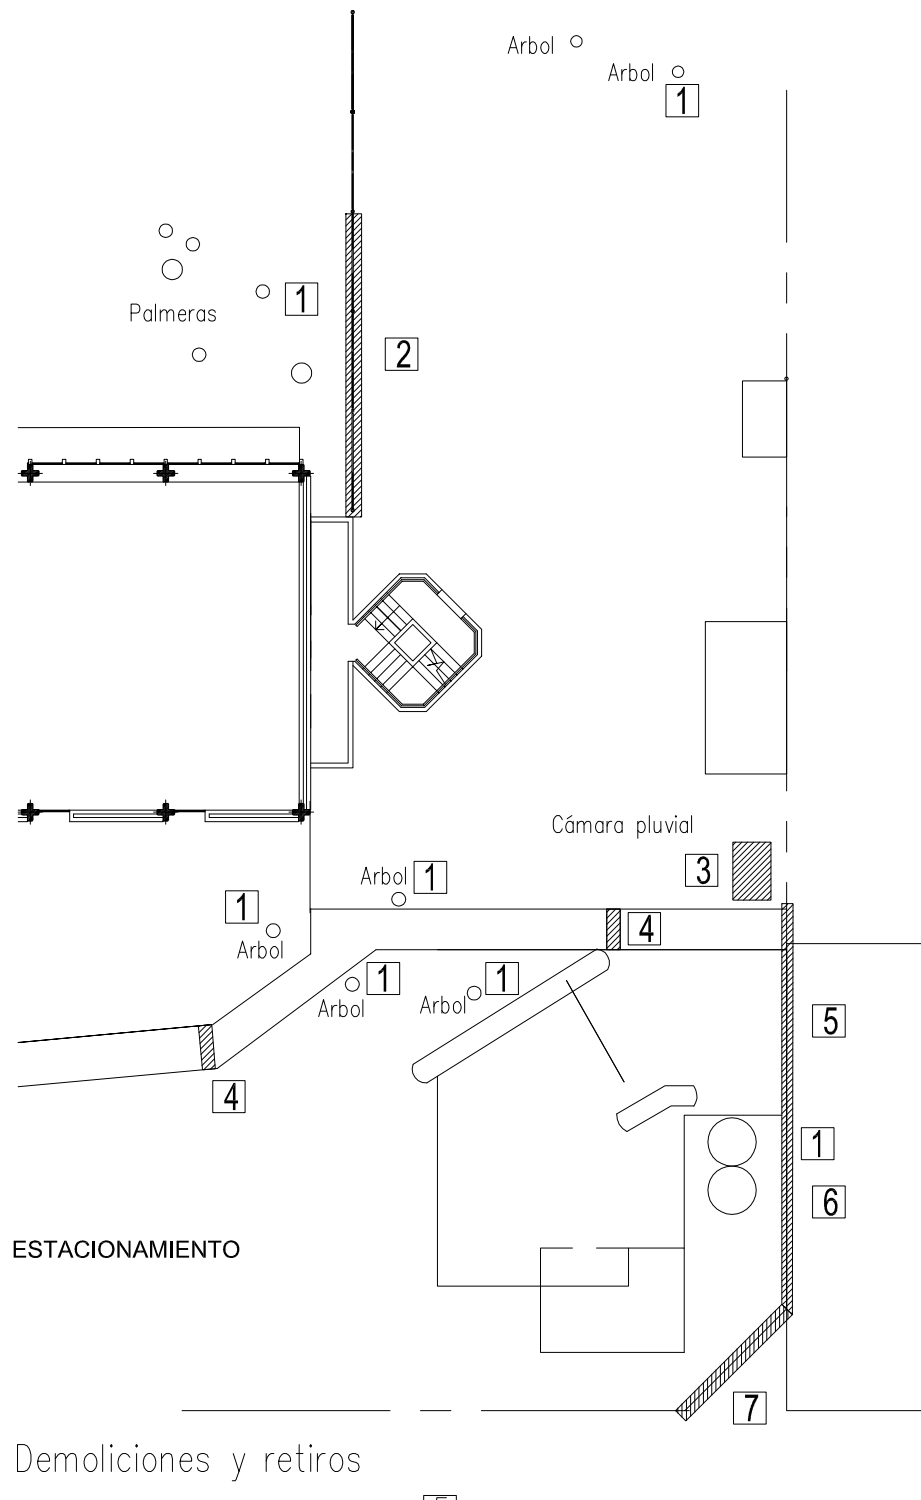 Arbol
Arbol
1
1
Palmeras
2
Cámara pluvial
3
Arbol 1
1
Arbol
4
1
Arbol
1
Arbol
5
4
1
6
ESTACIONAMIENTO
7
Demoliciones y retiros